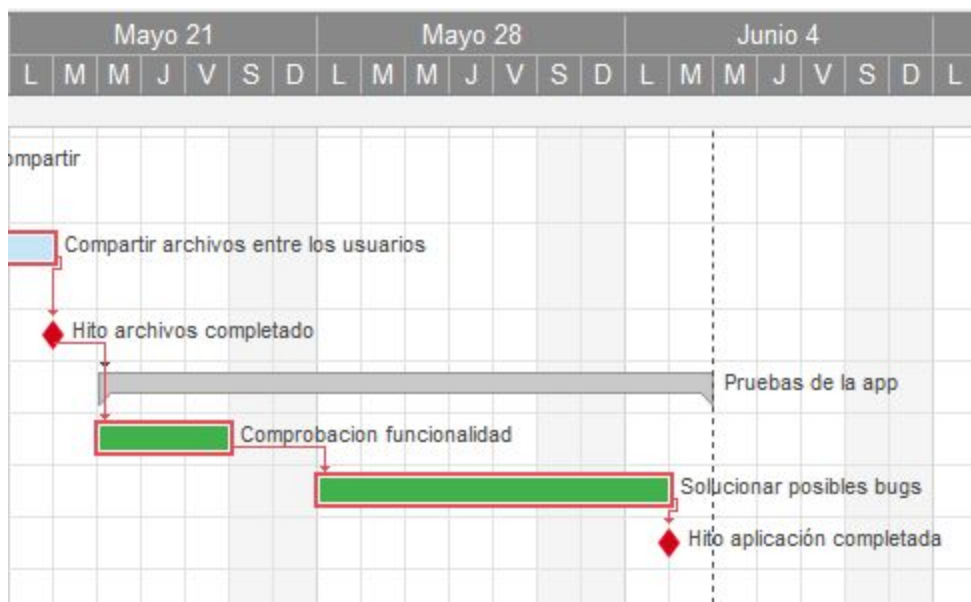 Mayo 21 Mayo 28 Junio 4
L M M J V S D L M M J V S D L M M J V S D L
ompartir
Compartir archivos entre los usuarios
Hito archivos completado
Pruebas de la app
Comprobacion funcionalidad
Solucionar posibles bugs
Hito aplicación completada